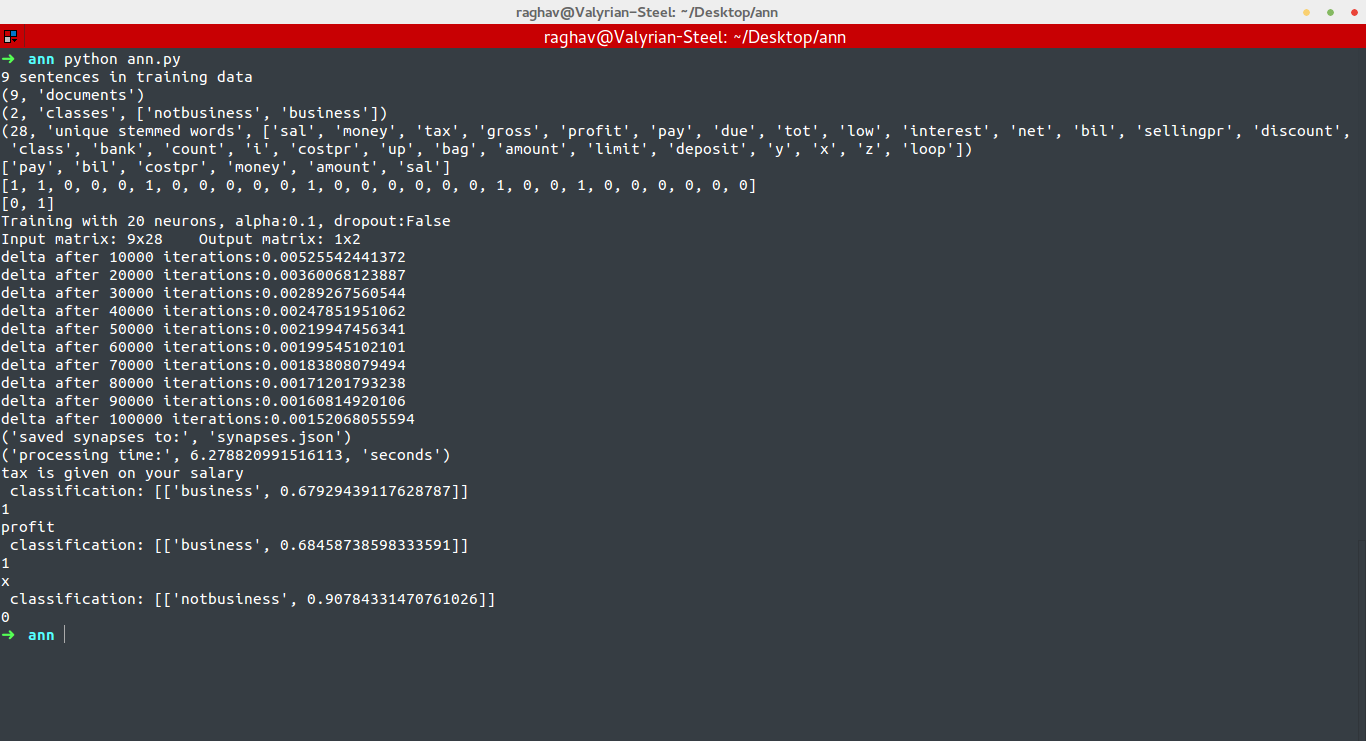 raghav@Valyrian-Steel: ~/Desktop/ann
raghav@Valyrian-Steel: ~/Desktop/ann
➜  ann python ann.py
9 sentences in training data
(9, 'documents')
(2, 'classes', ['notbusiness', 'business'])
(28, 'unique stemmed words', ['sal', 'money', 'tax', 'gross', 'profit', 'pay', 'due', 'tot', 'low', 'interest', 'net', 'bil', 'sellingpr', 'discount',
 'class', 'bank', 'count', 'i', 'costpr', 'up', 'bag', 'amount', 'limit', 'deposit', 'y', 'x', 'z', 'loop'])
['pay', 'bil', 'costpr', 'money', 'amount', 'sal']
[1, 1, 0, 0, 0, 1, 0, 0, 0, 0, 0, 1, 0, 0, 0, 0, 0, 0, 1, 0, 0, 1, 0, 0, 0, 0, 0, 0]
[0, 1]
Training with 20 neurons, alpha:0.1, dropout:False
Input matrix: 9x28    Output matrix: 1x2
delta after 10000 iterations:0.00525542441372
delta after 20000 iterations:0.00360068123887
delta after 30000 iterations:0.00289267560544
delta after 40000 iterations:0.00247851951062
delta after 50000 iterations:0.00219947456341
delta after 60000 iterations:0.00199545102101
delta after 70000 iterations:0.00183808079494
delta after 80000 iterations:0.00171201793238
delta after 90000 iterations:0.00160814920106
delta after 100000 iterations:0.00152068055594
('saved synapses to:', 'synapses.json')
('processing time:', 6.278820991516113, 'seconds')
tax is given on your salary
 classification: [['business', 0.67929439117628787]]
1
profit
 classification: [['business', 0.68458738598333591]]
1
x
 classification: [['notbusiness', 0.90784331470761026]]
0
➜  ann